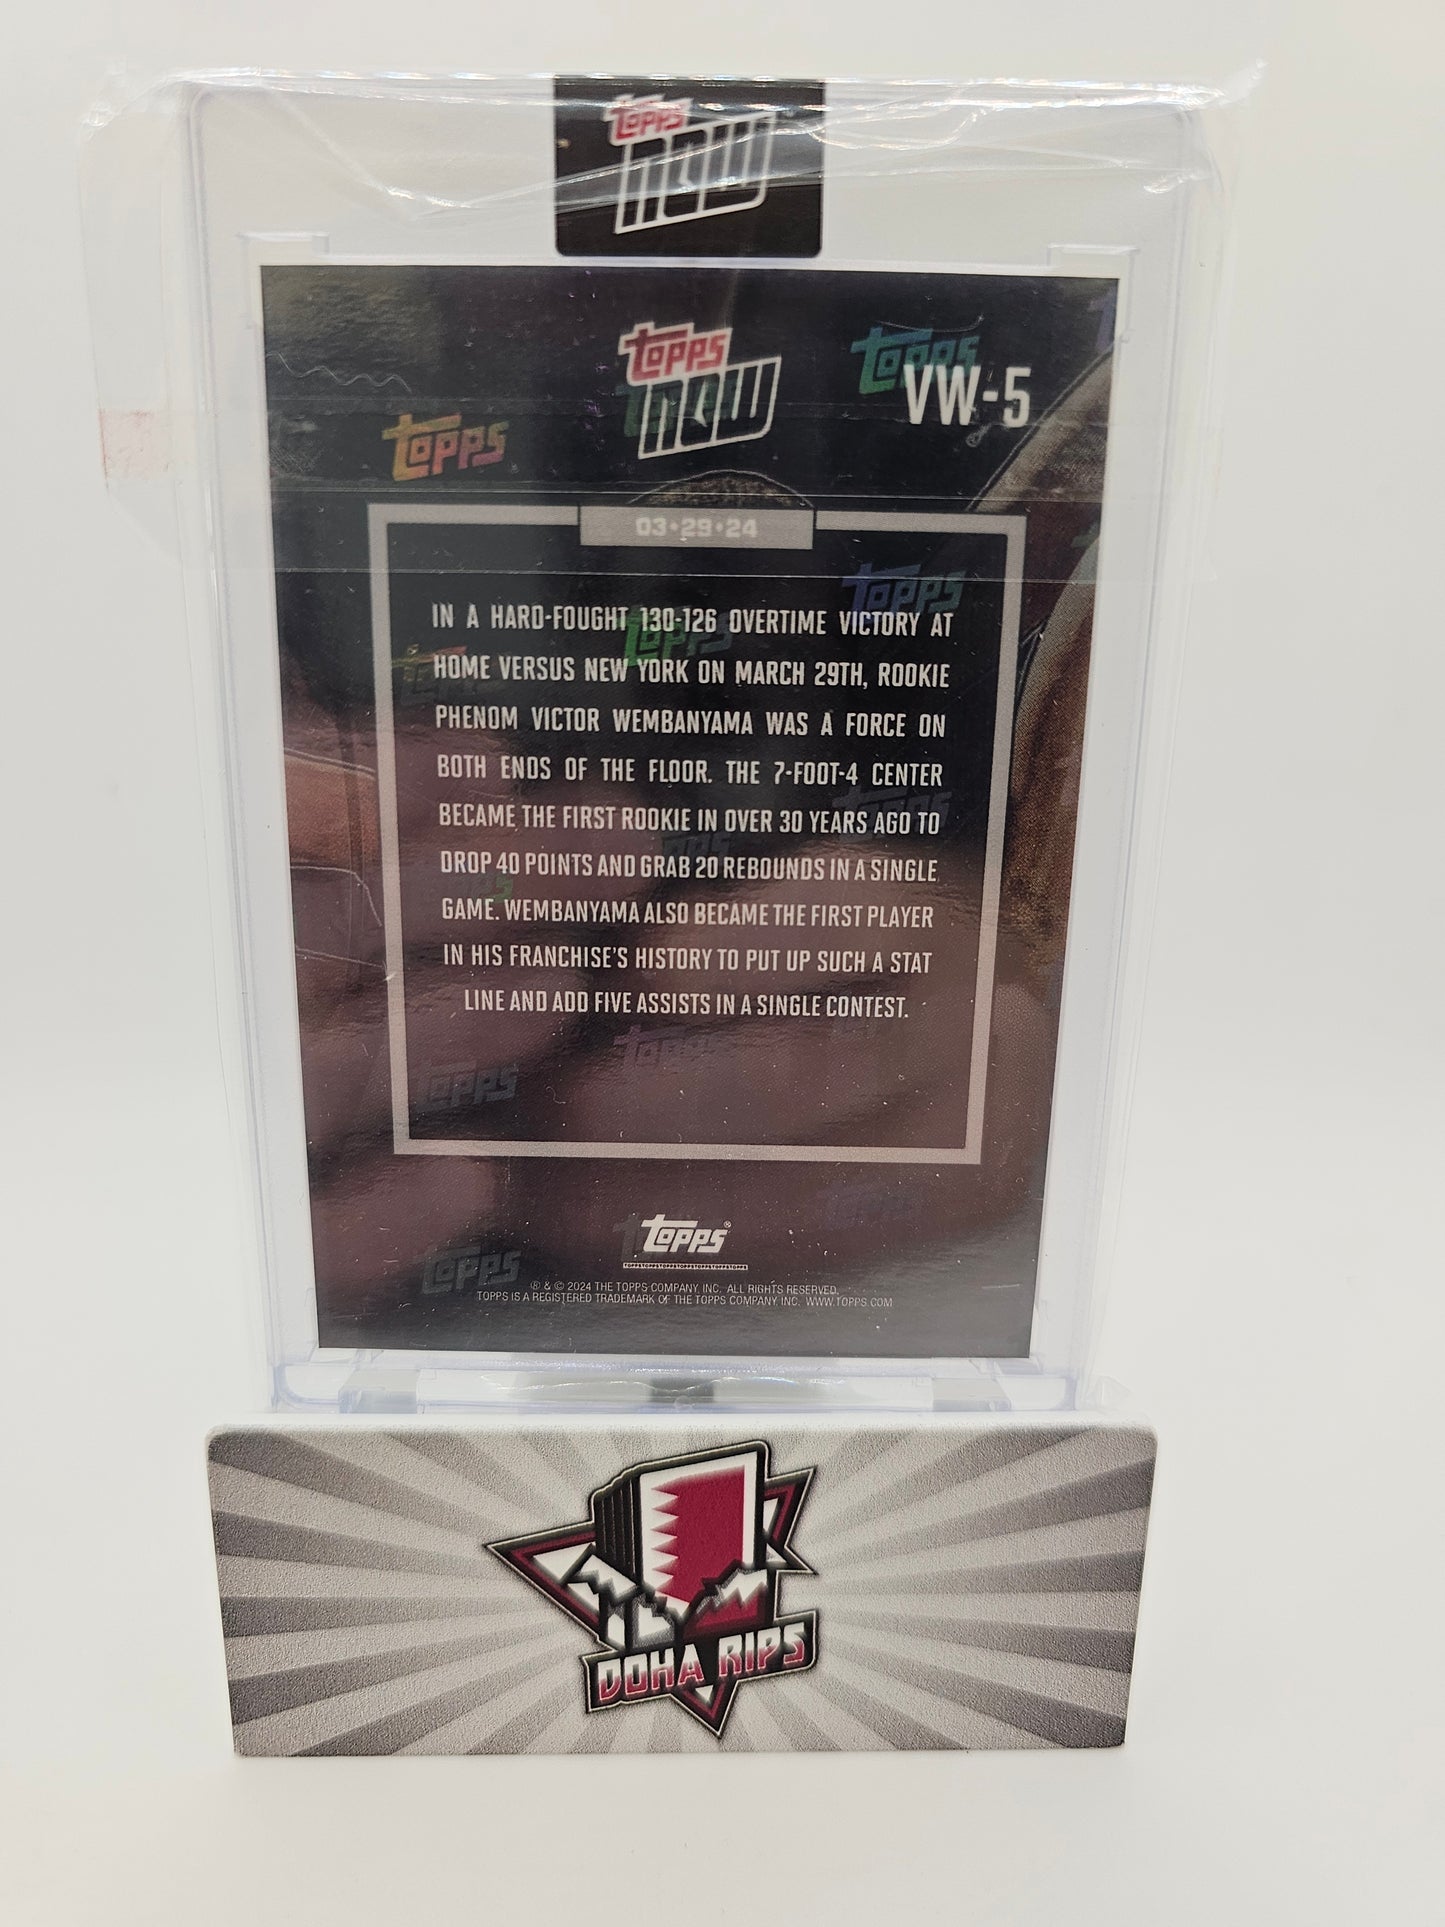 Topps
NOW
Topps
NOW
Topps
VW-5
Topps
03•29•24
Topps
IN A HARD-FOUGHT 130-126 OVERTIME VICTORY AT
HOME VERSUS NEW YORK ON MARCH 29TH, ROOKIE
PHENOM VICTOR WEMBANYAMA WAS A FORCE ON
BOTH ENDS OF THE FLOOR. THE 7-FOOT-4 CENTER
BECAME THE FIRST ROOKIE IN OVER 30 YEARS AGO TO
DROP 40 POINTS AND GRAB 20 REBOUNDS IN A SINGLE
GAME. WEMBANYAMA ALSO BECAME THE FIRST PLAYER
IN HIS FRANCHISE'S HISTORY TO PUT UP SUCH A STAT
LINE AND ADD FIVE ASSISTS IN A SINGLE CONTEST.
Topps
Topps
Topps®
Topps
® & © 2024 THE TOPPS COMPANY, INC. ALL RIGHTS RESERVED.
TOPPS IS A REGISTERED TRADEMARK OF THE TOPPS COMPANY, INC. WWW.TOPPS.COM
DOHA RIPS